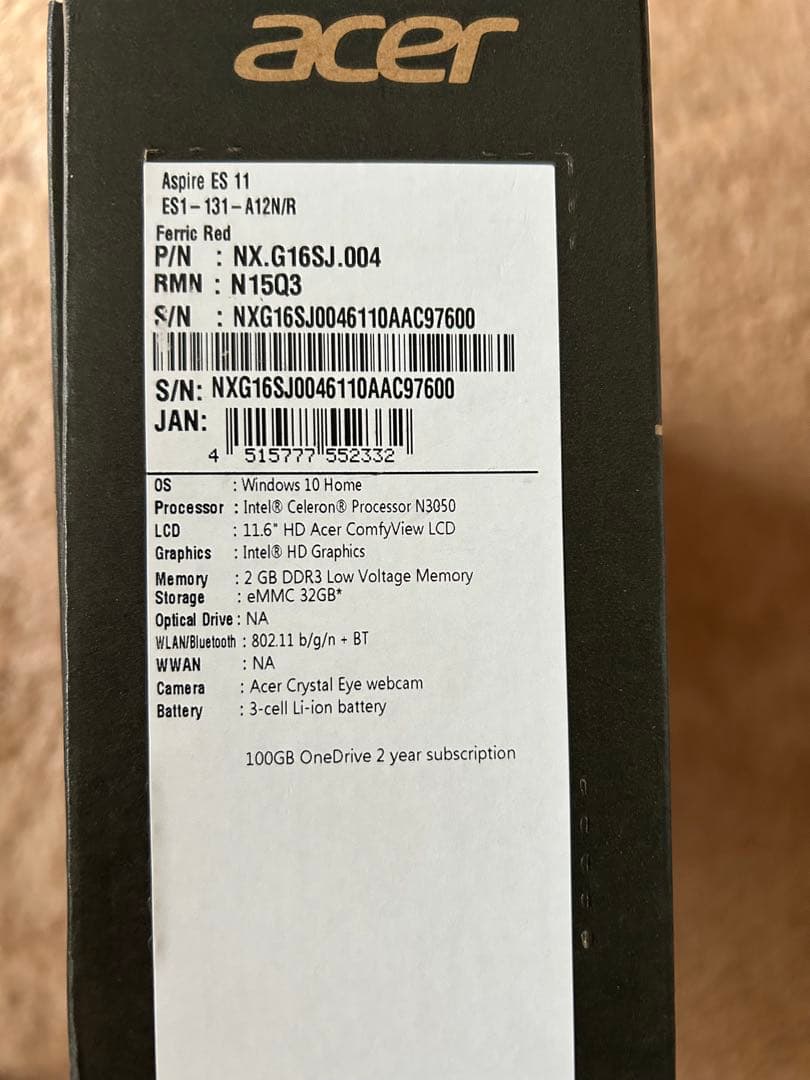 acer
Aspire ES 11
ES1-131-A12N/R
Ferric Red
P/N : NX.G16SJ.004
RMN : N15Q3
S/N : NXG16SJ0046110AAC97600
S/N: NXG16SJ0046110AAC97600
JAN:
4 515777 552332
OS : Windows 10 Home
Processor : Intel® Celeron® Processor N3050
LCD : 11.6" HD Acer ComfyView LCD
Graphics : Intel® HD Graphics
Memory : 2 GB DDR3 Low Voltage Memory
Storage : eMMC 32GB*
Optical Drive : NA
WLAN/Bluetooth : 802.11 b/g/n + BT
WWAN : NA
Camera : Acer Crystal Eye webcam
Battery : 3-cell Li-ion battery
100GB OneDrive 2 year subscription